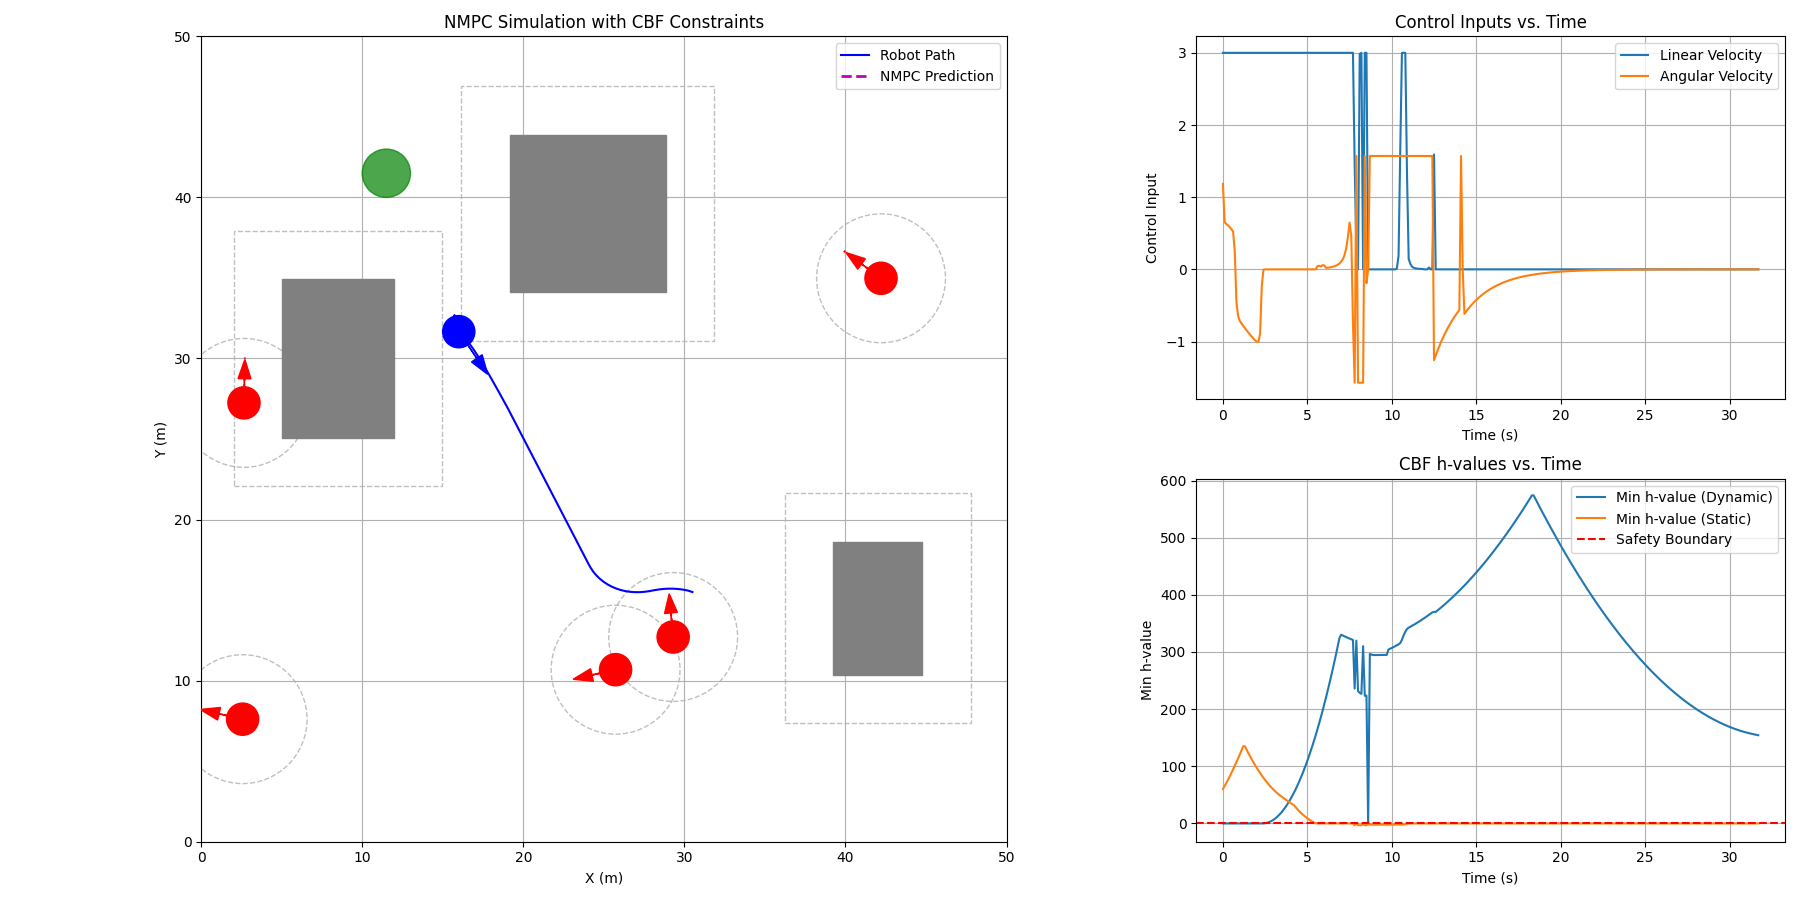 NMPC Simulation with CBF Constraints
Robot Path
NMPC Prediction
50
40
30
20
10
0
Y (m)
0 10 20 30 40 50
X (m)
Control Inputs vs. Time
Linear Velocity
Angular Velocity
3
2
1
0
−1
Control Input
0 5 10 15 20 25 30
Time (s)
CBF h-values vs. Time
Min h-value (Dynamic)
Min h-value (Static)
Safety Boundary
600
500
400
300
200
100
0
Min h-value
0 5 10 15 20 25 30
Time (s)